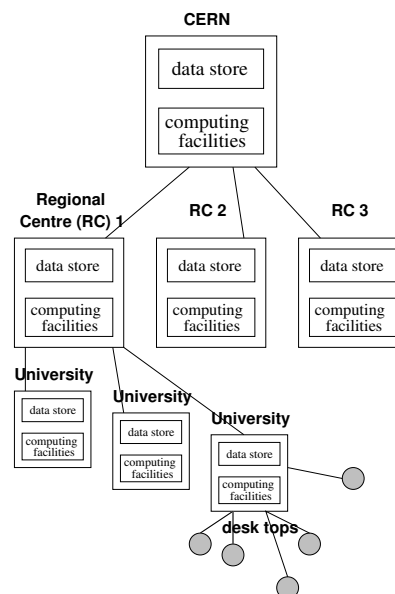 CERN
data store
computing
facilities
Regional
Centre (RC) 1
RC 2
RC 3
data store
computing
facilities
data store
computing
facilities
data store
computing
facilities
University
data store
computing
facilities
University
data store
computing
facilities
University
data store
computing
facilities
desk tops